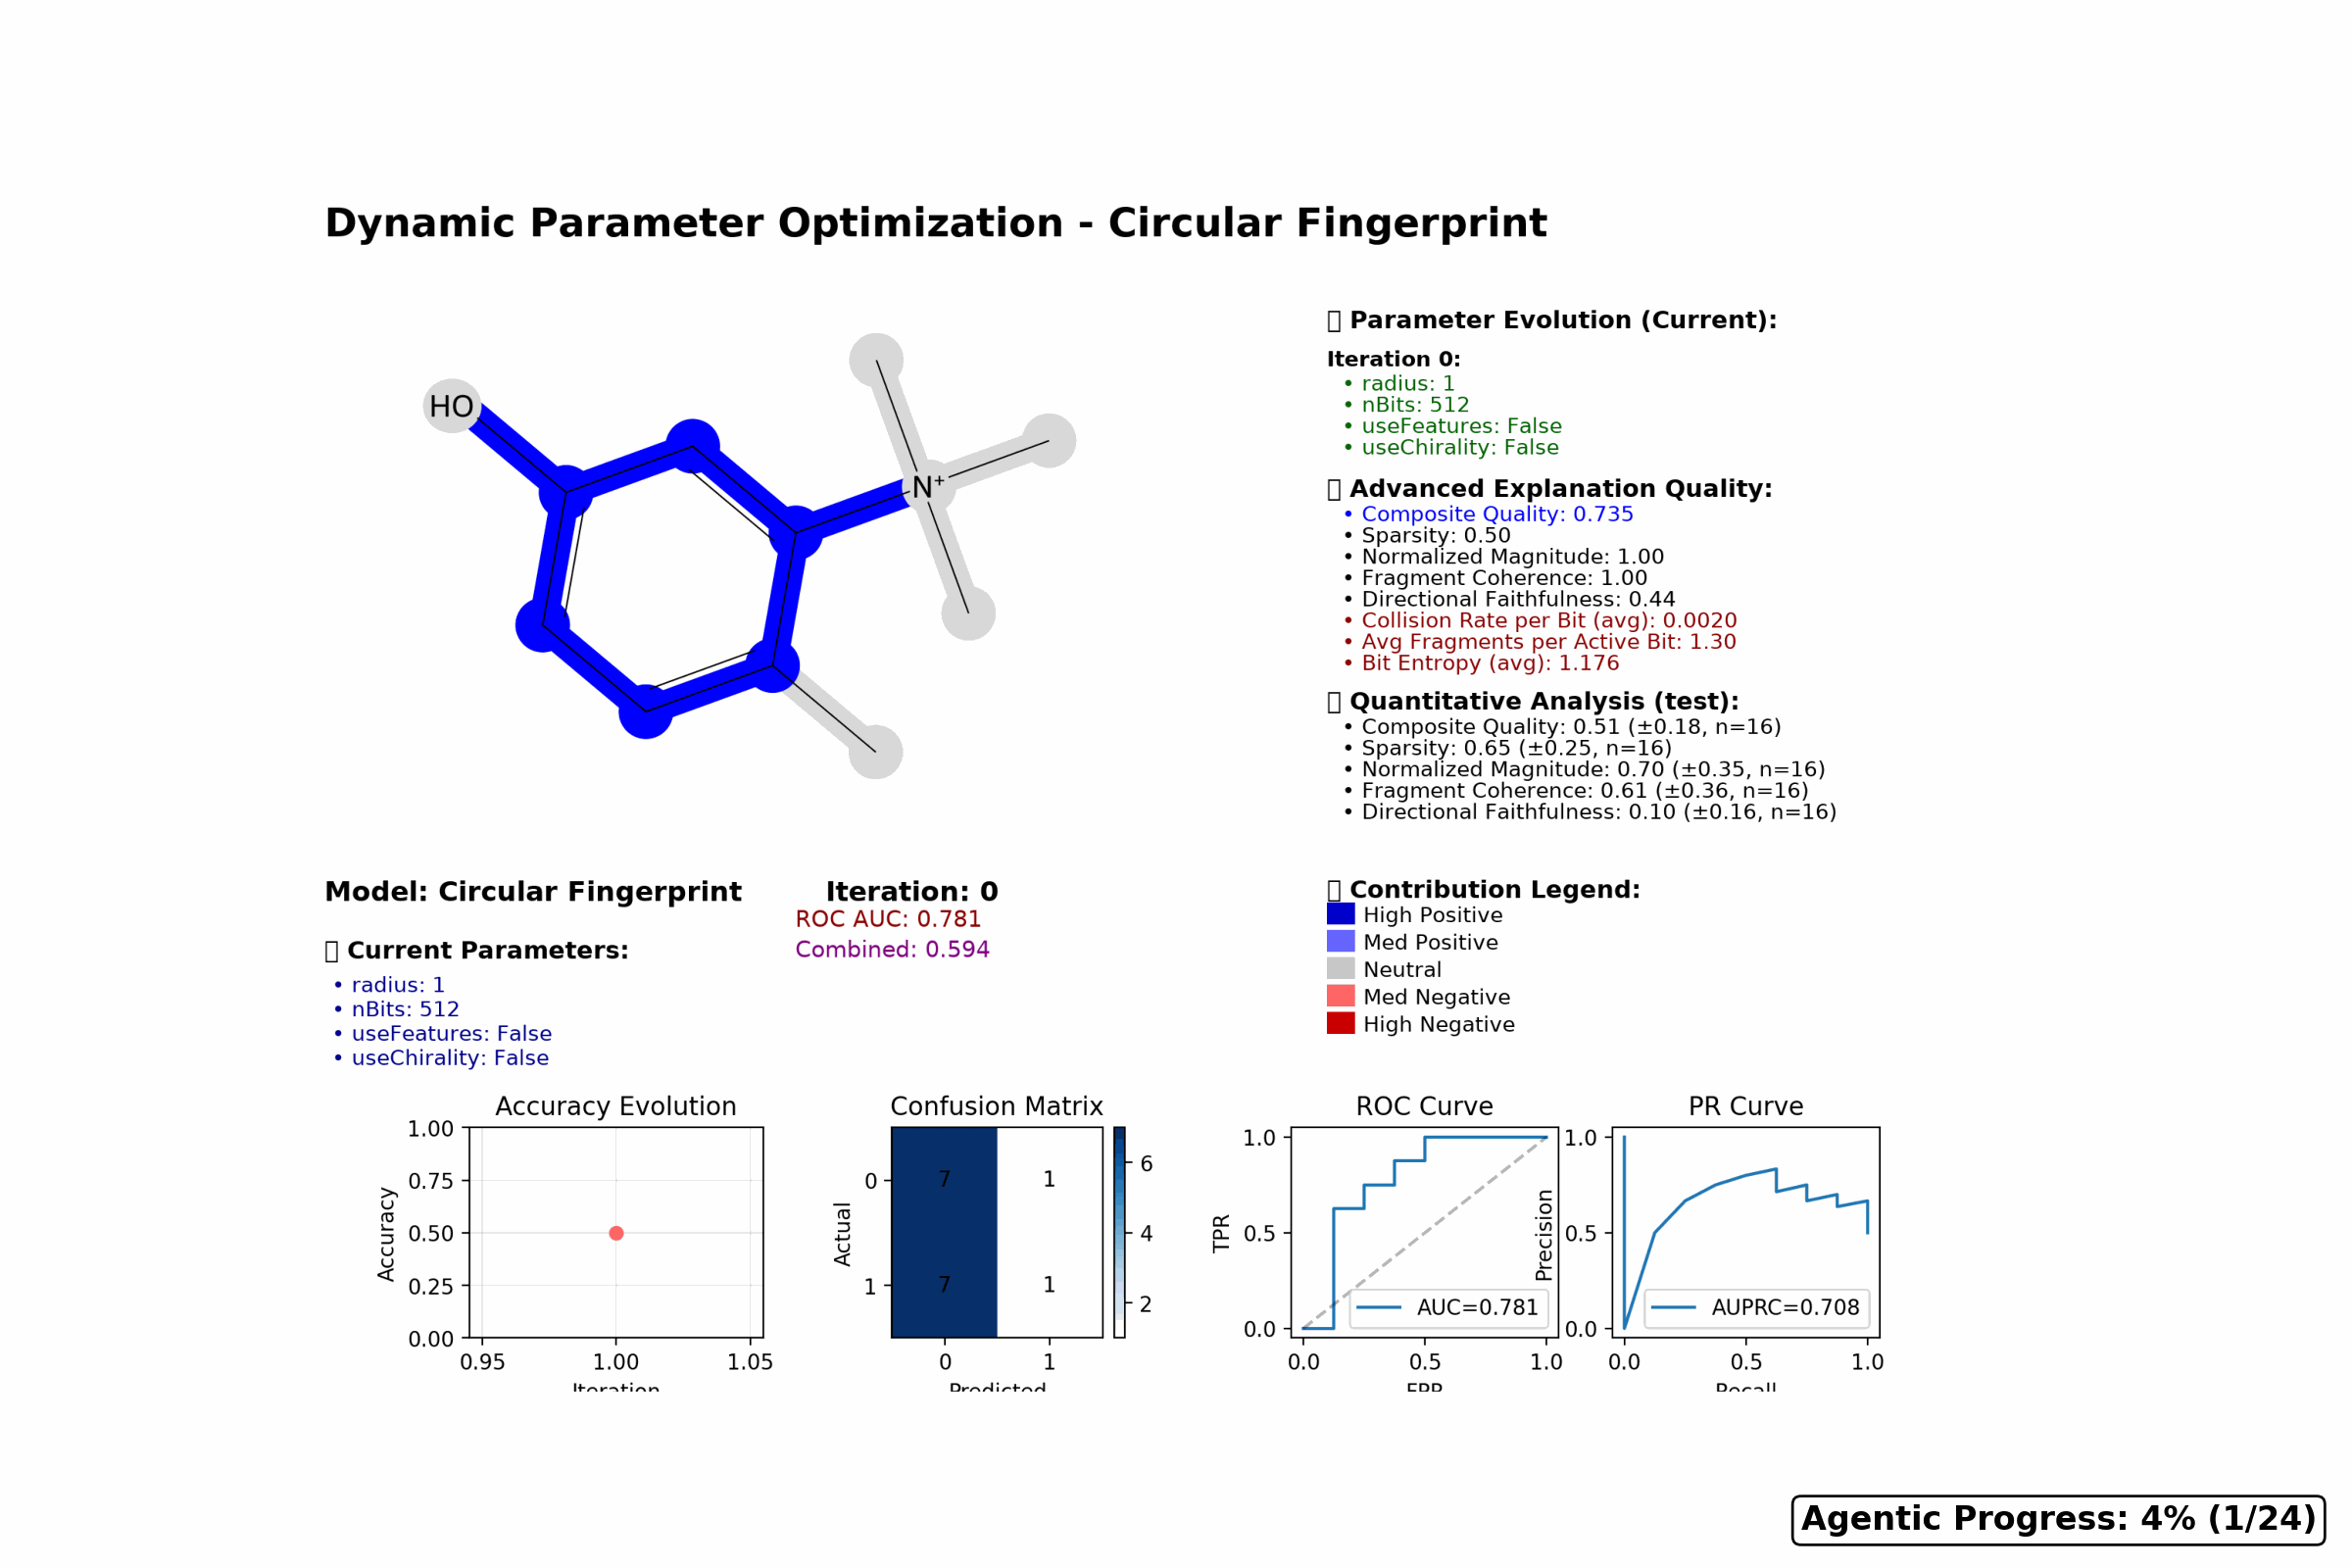 Dynamic Parameter Optimization - Circular Fingerprint
HO
N+
Parameter Evolution (Current):
Iteration 0:
• radius: 1
• nBits: 512
• useFeatures: False
• useChirality: False
Advanced Explanation Quality:
• Composite Quality: 0.735
• Sparsity: 0.50
• Normalized Magnitude: 1.00
• Fragment Coherence: 1.00
• Directional Faithfulness: 0.44
• Collision Rate per Bit (avg): 0.0020
• Avg Fragments per Active Bit: 1.30
• Bit Entropy (avg): 1.176
Quantitative Analysis (test):
• Composite Quality: 0.51 (±0.18, n=16)
• Sparsity: 0.65 (±0.25, n=16)
• Normalized Magnitude: 0.70 (±0.35, n=16)
• Fragment Coherence: 0.61 (±0.36, n=16)
• Directional Faithfulness: 0.10 (±0.16, n=16)
Model: Circular Fingerprint
Iteration: 0
ROC AUC: 0.781
Combined: 0.594
Current Parameters:
• radius: 1
• nBits: 512
• useFeatures: False
• useChirality: False
Contribution Legend:
High Positive
Med Positive
Neutral
Med Negative
High Negative
Accuracy Evolution
Accuracy
1.00
0.75
0.50
0.25
0.00
0.95 1.00 1.05
Iteration
Confusion Matrix
Actual
0
1
7 1
7 1
0 1
Predicted
6
4
2
ROC Curve
TPR
1.0
0.5
0.0
AUC=0.781
0.0 0.5 1.0
FPR
PR Curve
Precision
1.0
0.5
0.0
AUPRC=0.708
0.0 0.5 1.0
Recall
Agentic Progress: 4% (1/24)